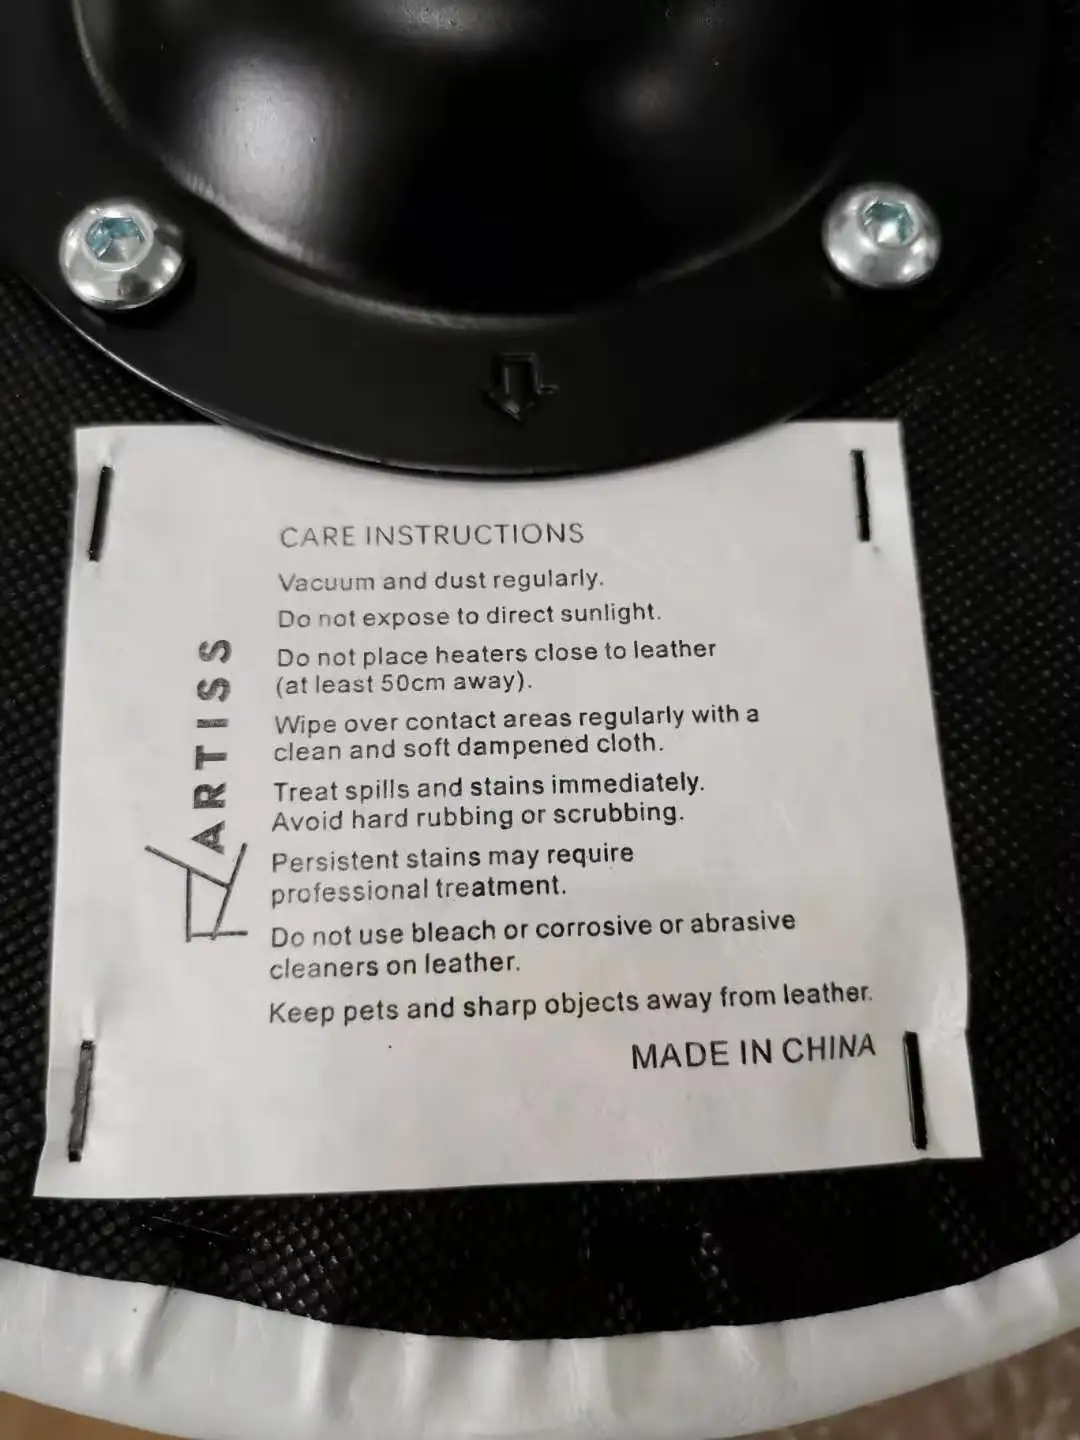 CARE INSTRUCTIONS
Vacuum and dust regularly.
Do not expose to direct sunlight.
Do not place heaters close to leather
(at least 50cm away).
Wipe over contact areas regularly with a
clean and soft dampened cloth.
Treat spills and stains immediately.
Avoid hard rubbing or scrubbing.
Persistent stains may require
professional treatment.
Do not use bleach or corrosive or abrasive
cleaners on leather.
Keep pets and sharp objects away from leather.
MADE IN CHINA
ARTISS